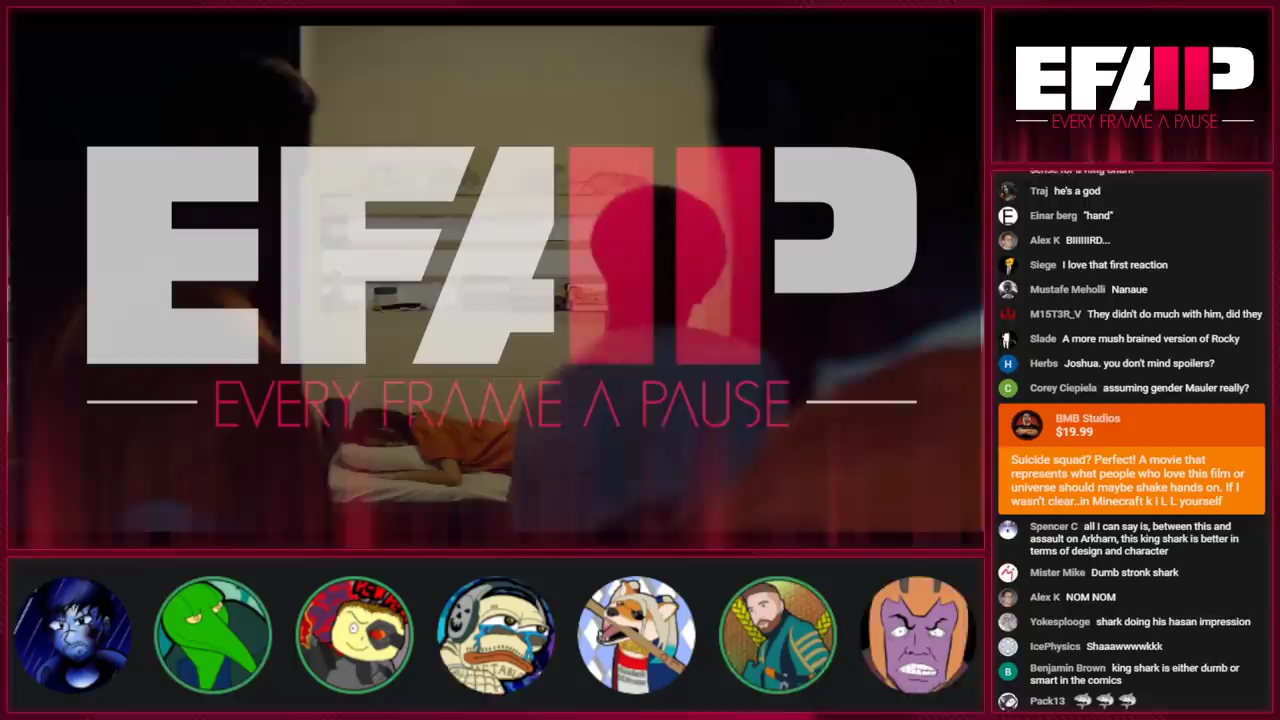 EFAP
EVERY FRAME A PAUSE
EFAP
EVERY FRAME A PAUSE
Traj he's a god
Einar berg "hand"
Alex K BIIIIIIRD...
Siege I love that first reaction
Mustafe Meholli Nanaue
M15T3R_V They didn't do much with him, did they
Slade A more mush brained version of Rocky
H Herbs Joshua. you don't mind spoilers?
C Corey Ciepiela assuming gender Mauler really?
BMB Studios
$19.99
Suicide squad? Perfect! A movie that
represents what people who love this film or
universe should maybe shake hands on. If I
wasn't clear..in Minecraft k i L L yourself
Spencer C all I can say is, between this and
assault on Arkham, this king shark is better in
terms of design and character
Mister Mike Dumb stronk shark
Alex K NOM NOM
Yokesplooge shark doing his hasan impression
IcePhysics Shaaawwwwkkk
B Benjamin Brown king shark is either dumb or
smart in the comics
Pack13